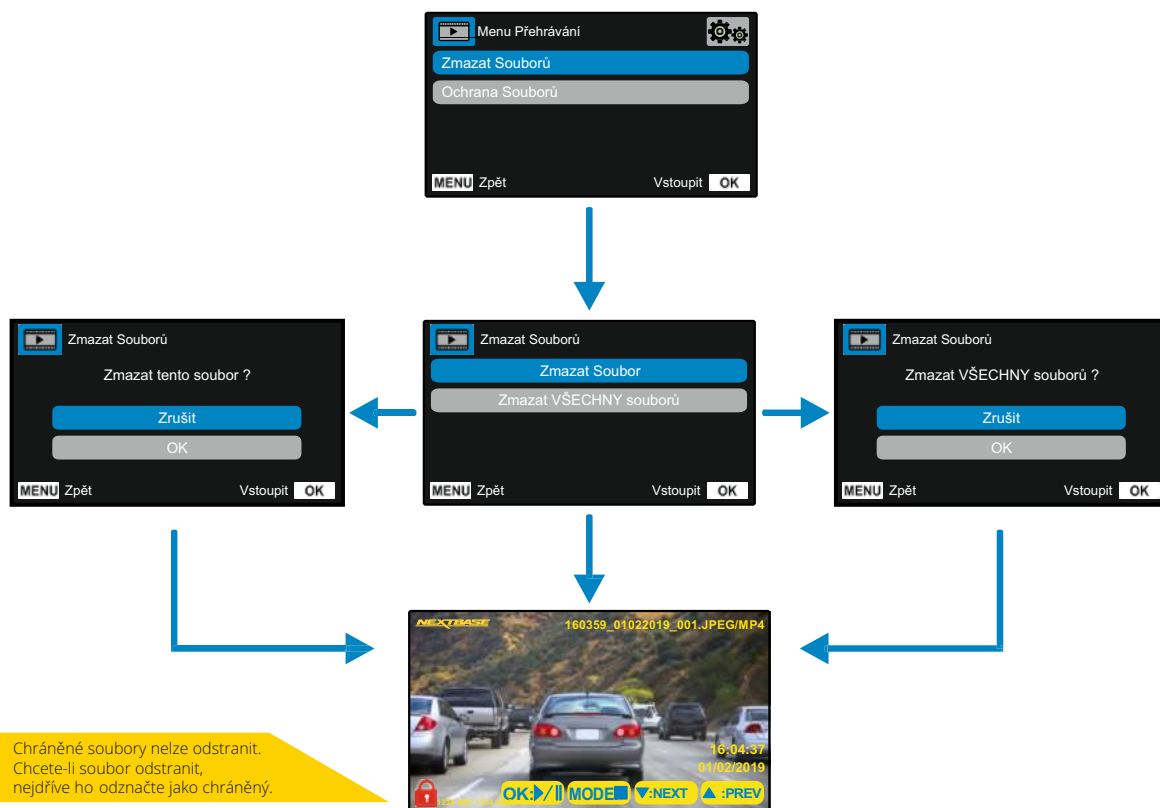 Menu Přehrávání
Zmazat Souborů
Ochrana Souborů
MENU Zpět Vstoupit OK
Zmazat Souborů
Zmazat tento soubor ?
Zrušit
OK
MENU Zpět Vstoupit OK
Zmazat Souborů
Zmazat Soubor
Zmazat VŠECHNY souborů
MENU Zpět Vstoupit OK
Zmazat Souborů
Zmazat VŠECHNY souborů ?
Zrušit
OK
MENU Zpět Vstoupit OK
NEXTBASE 160359_01022019_001.JPEG/MP4
16:04:37
01/02/2019
OK:▶/|| MODE■ ▼:NEXT ▲ :PREV
Chráněné soubory nelze odstranit.
Chcete-li soubor odstranit,
nejdříve ho odznačte jako chráněný.